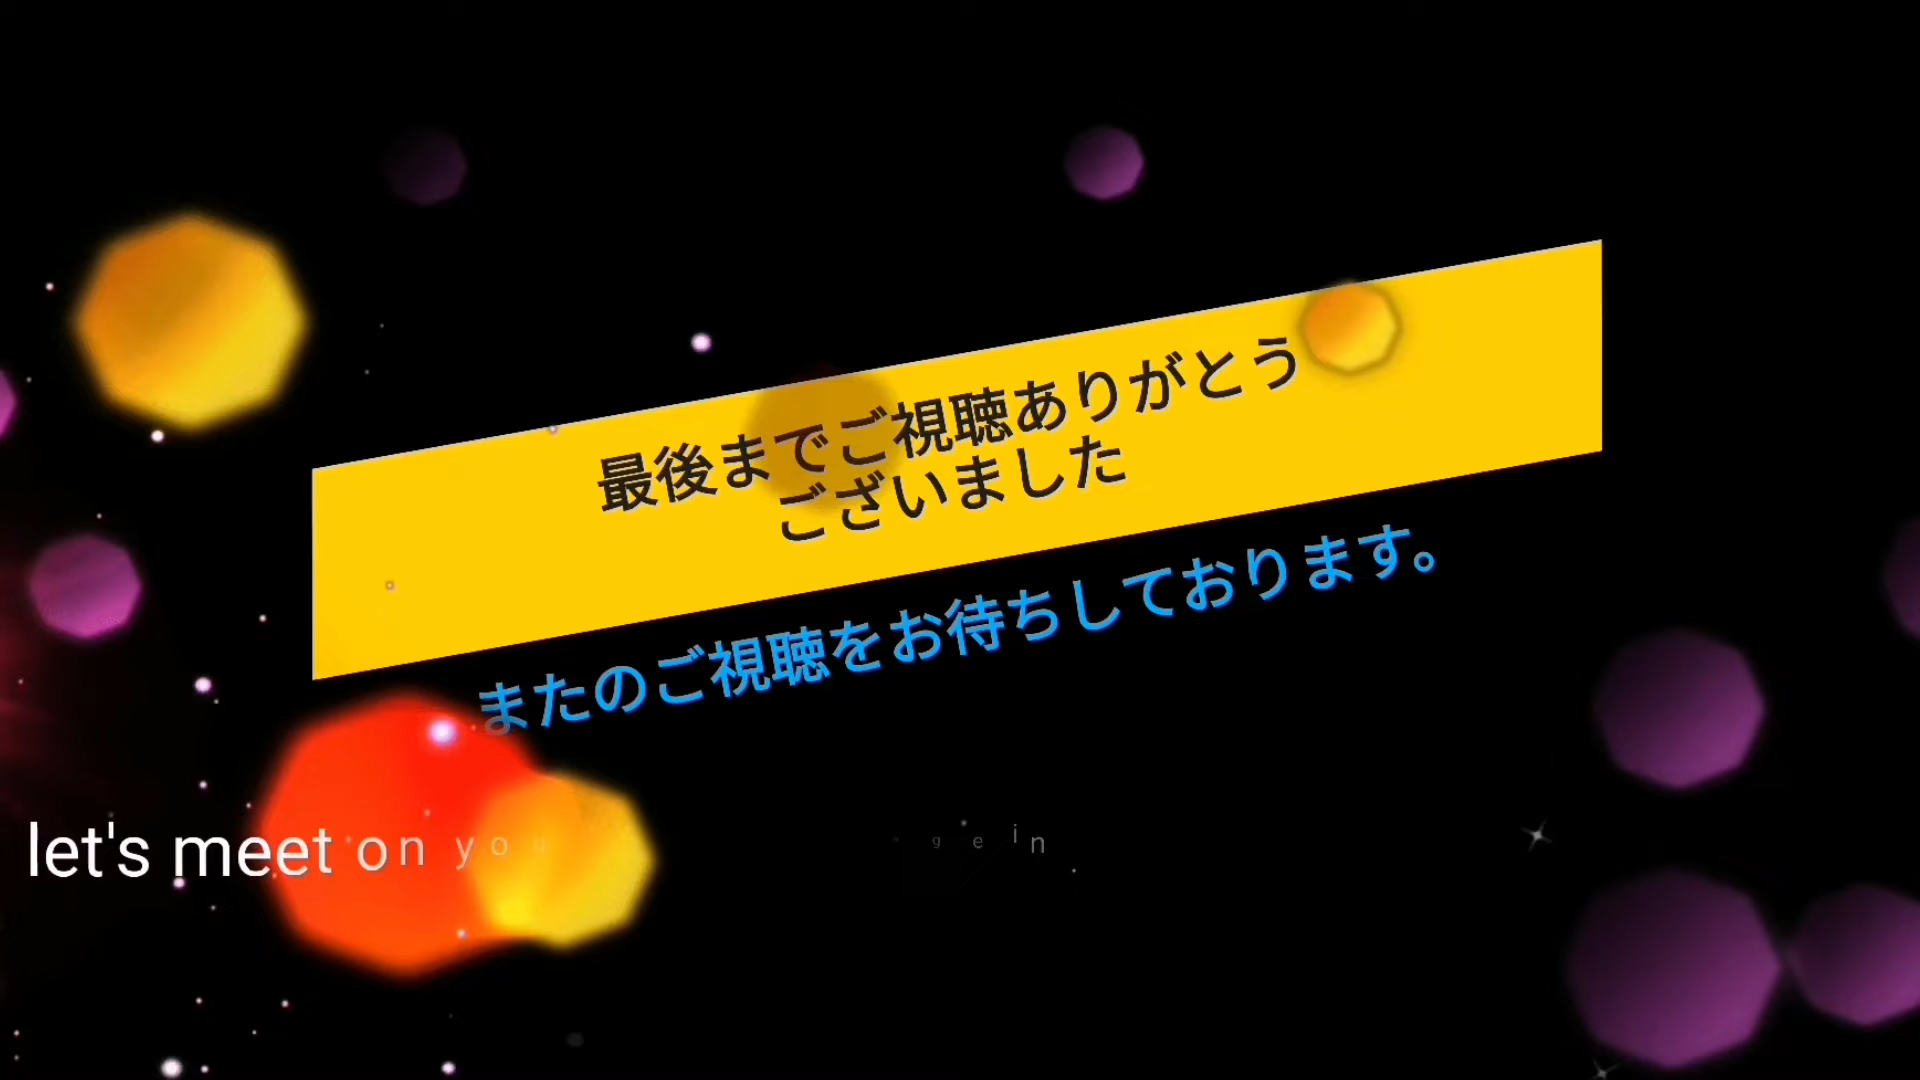 最後までご視聴ありがとう
ございました
またのご視聴をお待ちしております。
let's meet on you